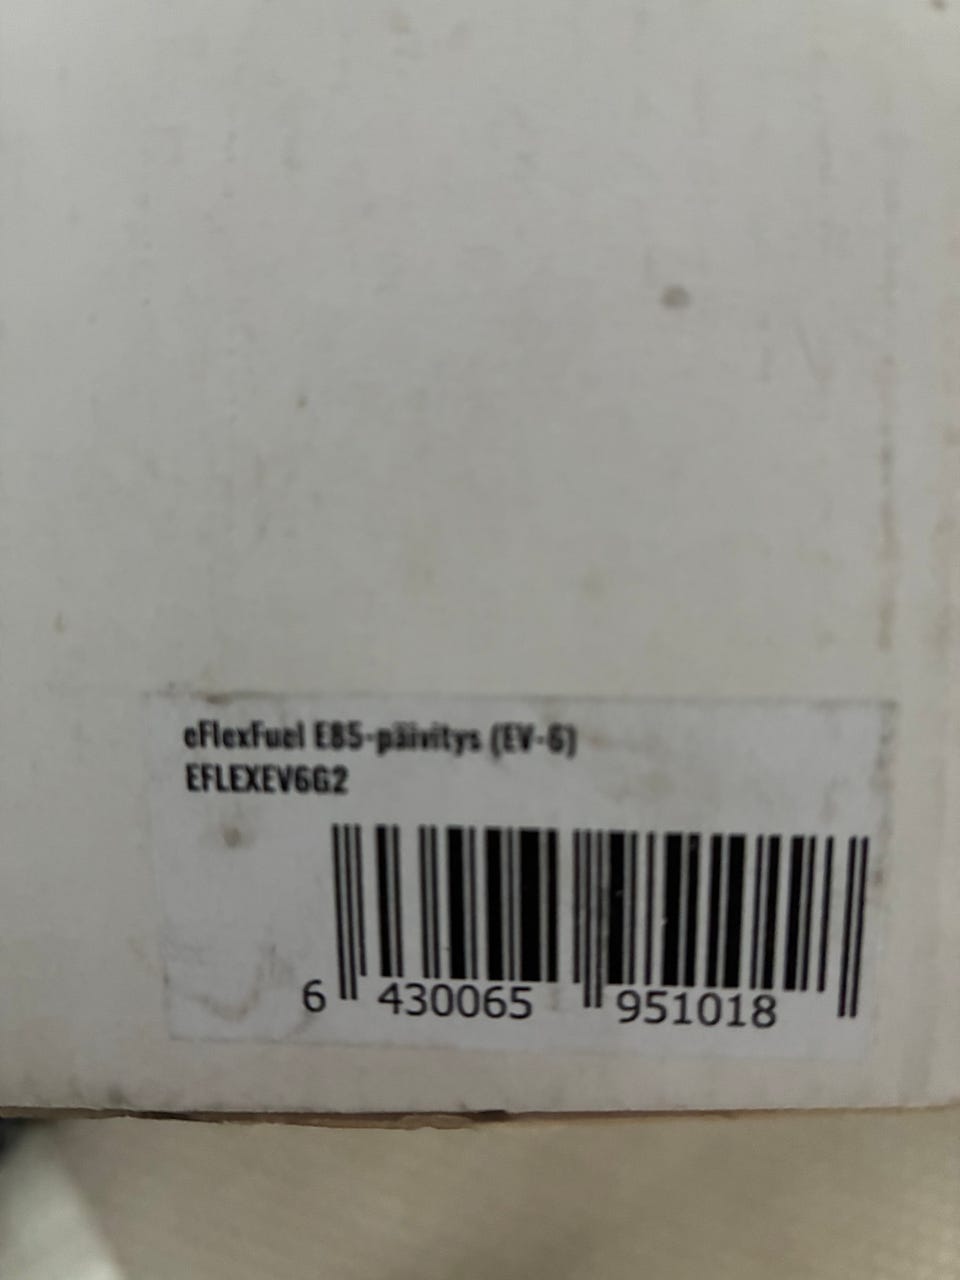 eFlexFuel E85-päivitys (EV-6)
EFLEXEV6G2
6 430065 951018